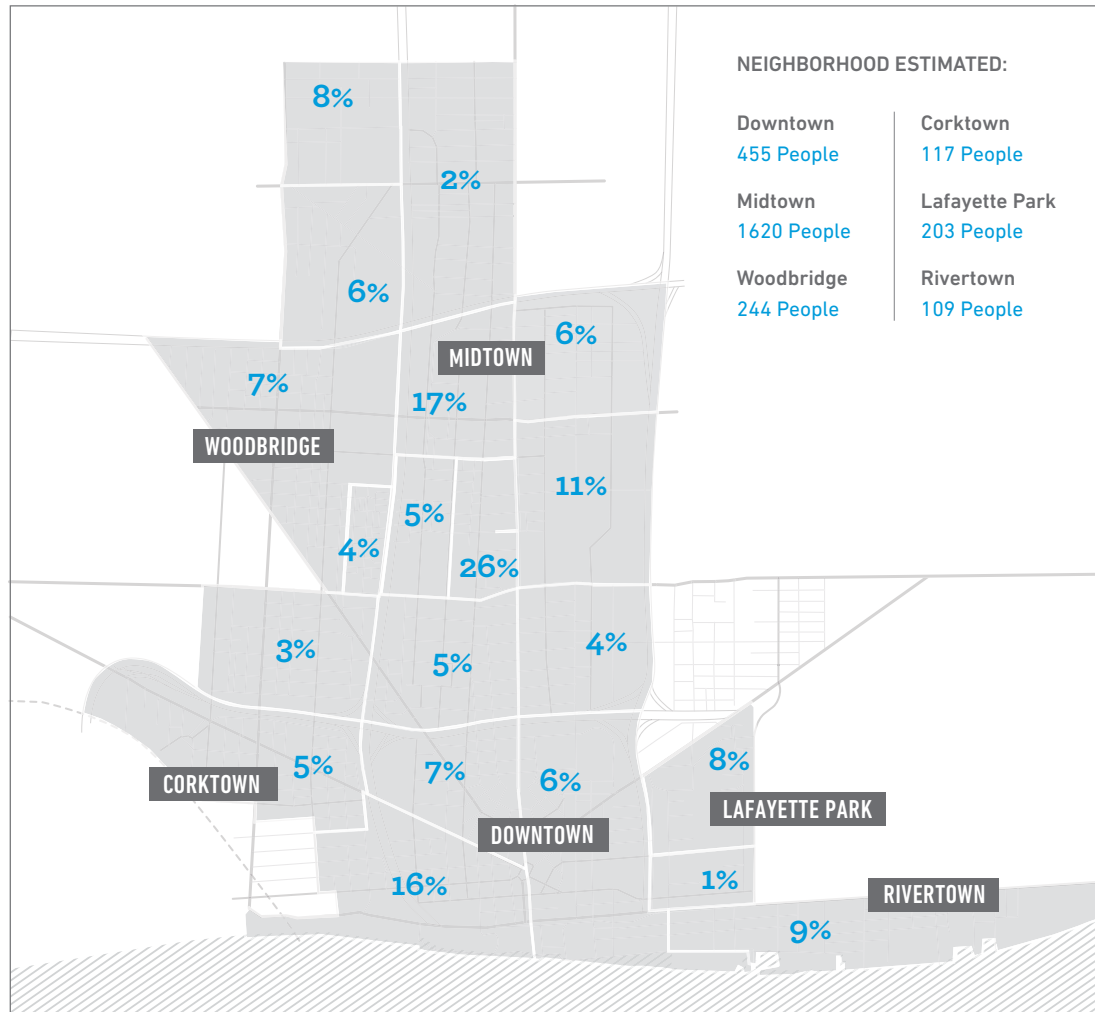 NEIGHBORHOOD ESTIMATED:
Downtown
455 People
Corktown
117 People
Midtown
1620 People
Lafayette Park
203 People
Woodbridge
244 People
Rivertown
109 People
8%
2%
6%
6%
MIDTOWN
7%
17%
WOODBRIDGE
11%
5%
4%
26%
3%
5%
4%
5%
7%
6%
8%
CORKTOWN
LAFAYETTE PARK
DOWNTOWN
16%
1%
RIVERTOWN
9%